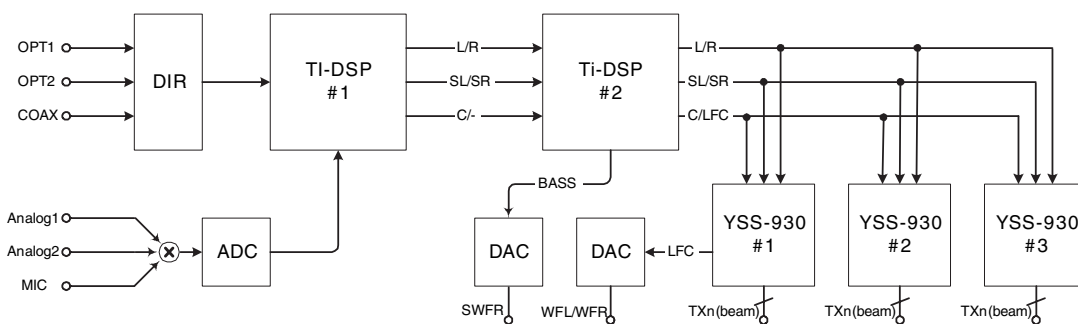 OPT1
OPT2
COAX
DIR
TI-DSP
#1
L/R
SL/SR
C/-
Ti-DSP
#2
L/R
SL/SR
C/LFC
BASS
Analog1
Analog2
MIC
ADC
DAC
DAC
LFC
YSS-930
#1
YSS-930
#2
YSS-930
#3
SWFR
WFL/WFR
TXn(beam)
TXn(beam)
TXn(beam)